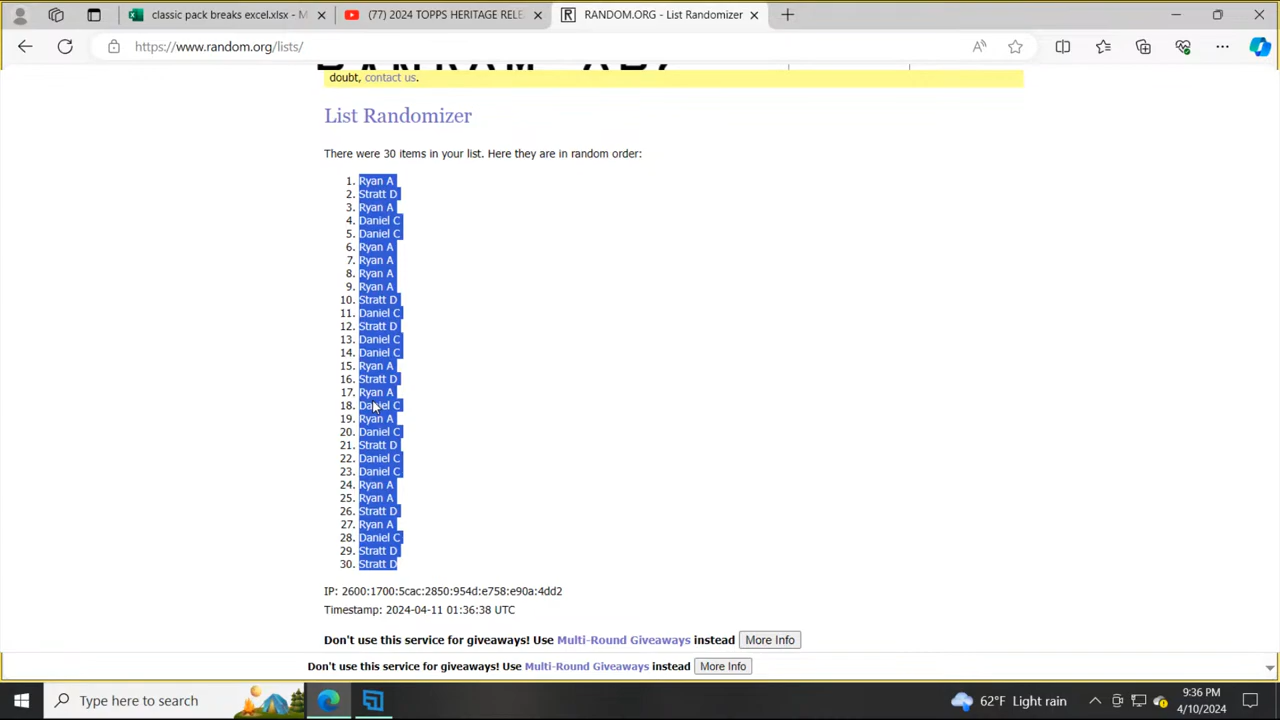 classic pack breaks excel.xlsx - M
(77) 2024 TOPPS HERITAGE RELE
RANDOM.ORG - List Randomizer
https://www.random.org/lists/
doubt, contact us.
List Randomizer
There were 30 items in your list. Here they are in random order:
1. Ryan A
2. Stratt D
3. Ryan A
4. Daniel C
5. Daniel C
6. Ryan A
7. Ryan A
8. Ryan A
9. Ryan A
10. Stratt D
11. Daniel C
12. Stratt D
13. Daniel C
14. Daniel C
15. Ryan A
16. Stratt D
17. Ryan A
18. Daniel C
19. Ryan A
20. Daniel C
21. Stratt D
22. Daniel C
23. Daniel C
24. Ryan A
25. Ryan A
26. Stratt D
27. Ryan A
28. Daniel C
29. Stratt D
30. Stratt D
IP: 2600:1700:5cac:2850:954d:e758:e90a:4dd2
Timestamp: 2024-04-11 01:36:38 UTC
Don't use this service for giveaways! Use Multi-Round Giveaways instead More Info
Don't use this service for giveaways! Use Multi-Round Giveaways instead More Info
Type here to search
62°F Light rain
9:36 PM
4/10/2024